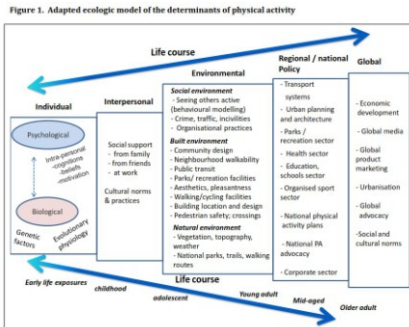 Figure 1. Adapted ecologic model of the determinants of physical activity
Life course
Individual
Psychological
Intra-personal
-cognitions
-beliefs
-motivation
Biological
Genetic
factors
Evolutionary
physiology
Interpersonal
Social support
- from family
- from friends
- at work
Cultural norms
& practices
Environmental
Social environment
- Seeing others active
(behavioural modelling)
- Crime, traffic, incivilities
- Organisational practices
Built environment
- Community design
- Neighbourhood walkability
- Public transit
- Parks/ recreation facilities
- Aesthetics, pleasantness
- Walking/cycling facilities
- Building location and design
- Pedestrian safety; crossings
Natural environment
- Vegetation, topography,
weather
- National parks, trails, walking
routes
Regional / national
Policy
- Transport
systems
- Urban planning
and architecture
- Parks /
recreation sector
- Health sector
- Education,
schools sector
- Organised sport
sector
- National physical
activity plans
- National PA
advocacy
- Corporate sector
Global
- Economic
development
- Global media
- Global
product
marketing
- Urbanisation
- Global
advocacy
-Social and
cultural norms
Life course
Early life exposures
childhood
adolescent
Young adult
Mid-aged
Older adult